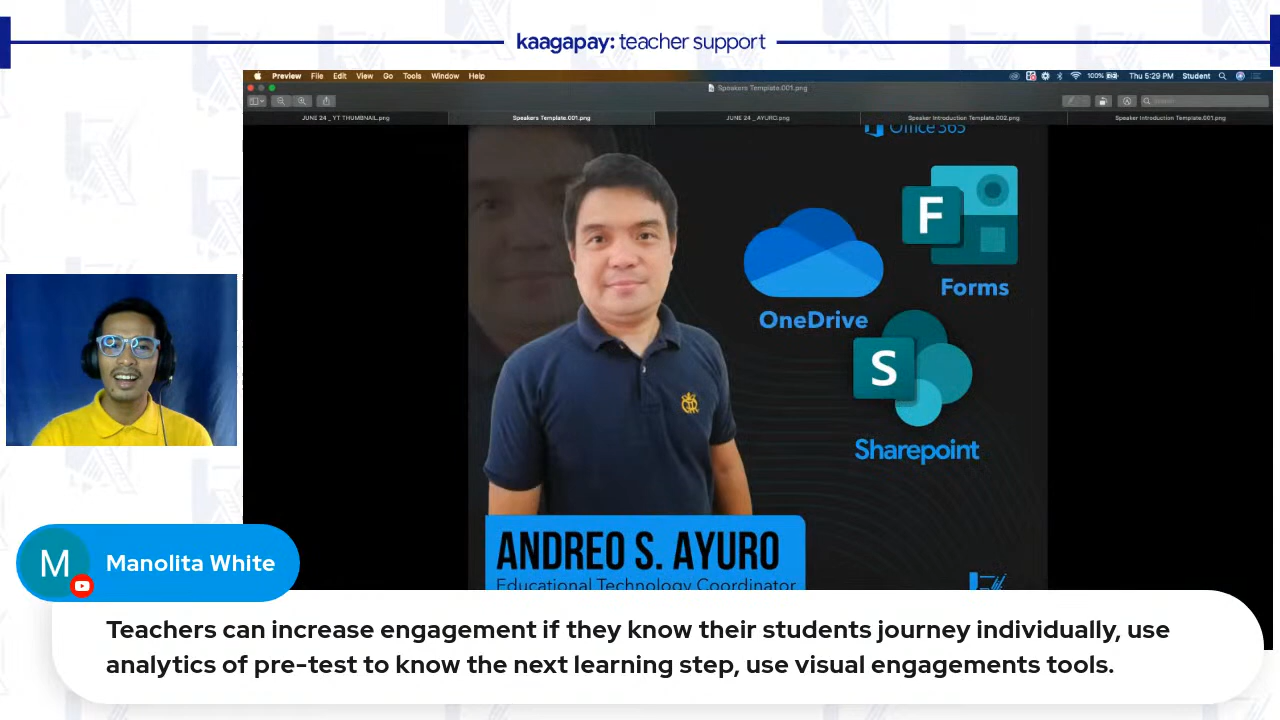 kaagapay: teacher support
Preview File Edit View Go Tools Window Help 100% Thu 5:29 PM Student
Speakers Template.001.png
JUNE 24 _ YT THUMBNAIL.png Speakers Template.001.png JUNE 24 _ AYURO.png Speaker Introduction Template.002.png Speaker Introduction Template.001.png
Office 365
F
Forms
OneDrive
S
Sharepoint
ANDREO S. AYURO
Educational Technology Coordinator
M Manolita White
Teachers can increase engagement if they know their students journey individually, use
analytics of pre-test to know the next learning step, use visual engagements tools.